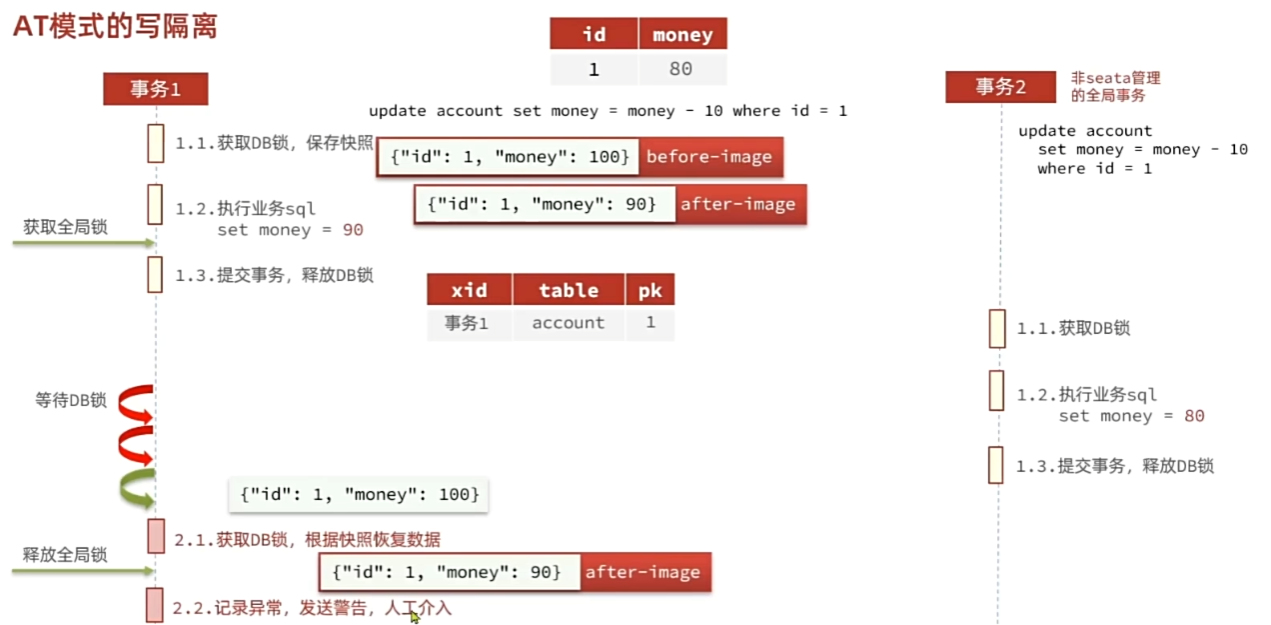 AT模式的写隔离
id money
1 80
事务1
事务2
非seata管理
的全局事务
update account set money = money - 10 where id = 1
update account
set money = money - 10
where id = 1
1.1.获取DB锁，保存快照
{"id": 1, "money": 100} before-image
1.2.执行业务sql
set money = 90
{"id": 1, "money": 90} after-image
获取全局锁
1.3.提交事务，释放DB锁
xid table pk
事务1 account 1
1.1.获取DB锁
等待DB锁
1.2.执行业务sql
set money = 80
1.3.提交事务，释放DB锁
{"id": 1, "money": 100}
2.1.获取DB锁，根据快照恢复数据
释放全局锁
{"id": 1, "money": 90} after-image
2.2.记录异常，发送警告，人工介入